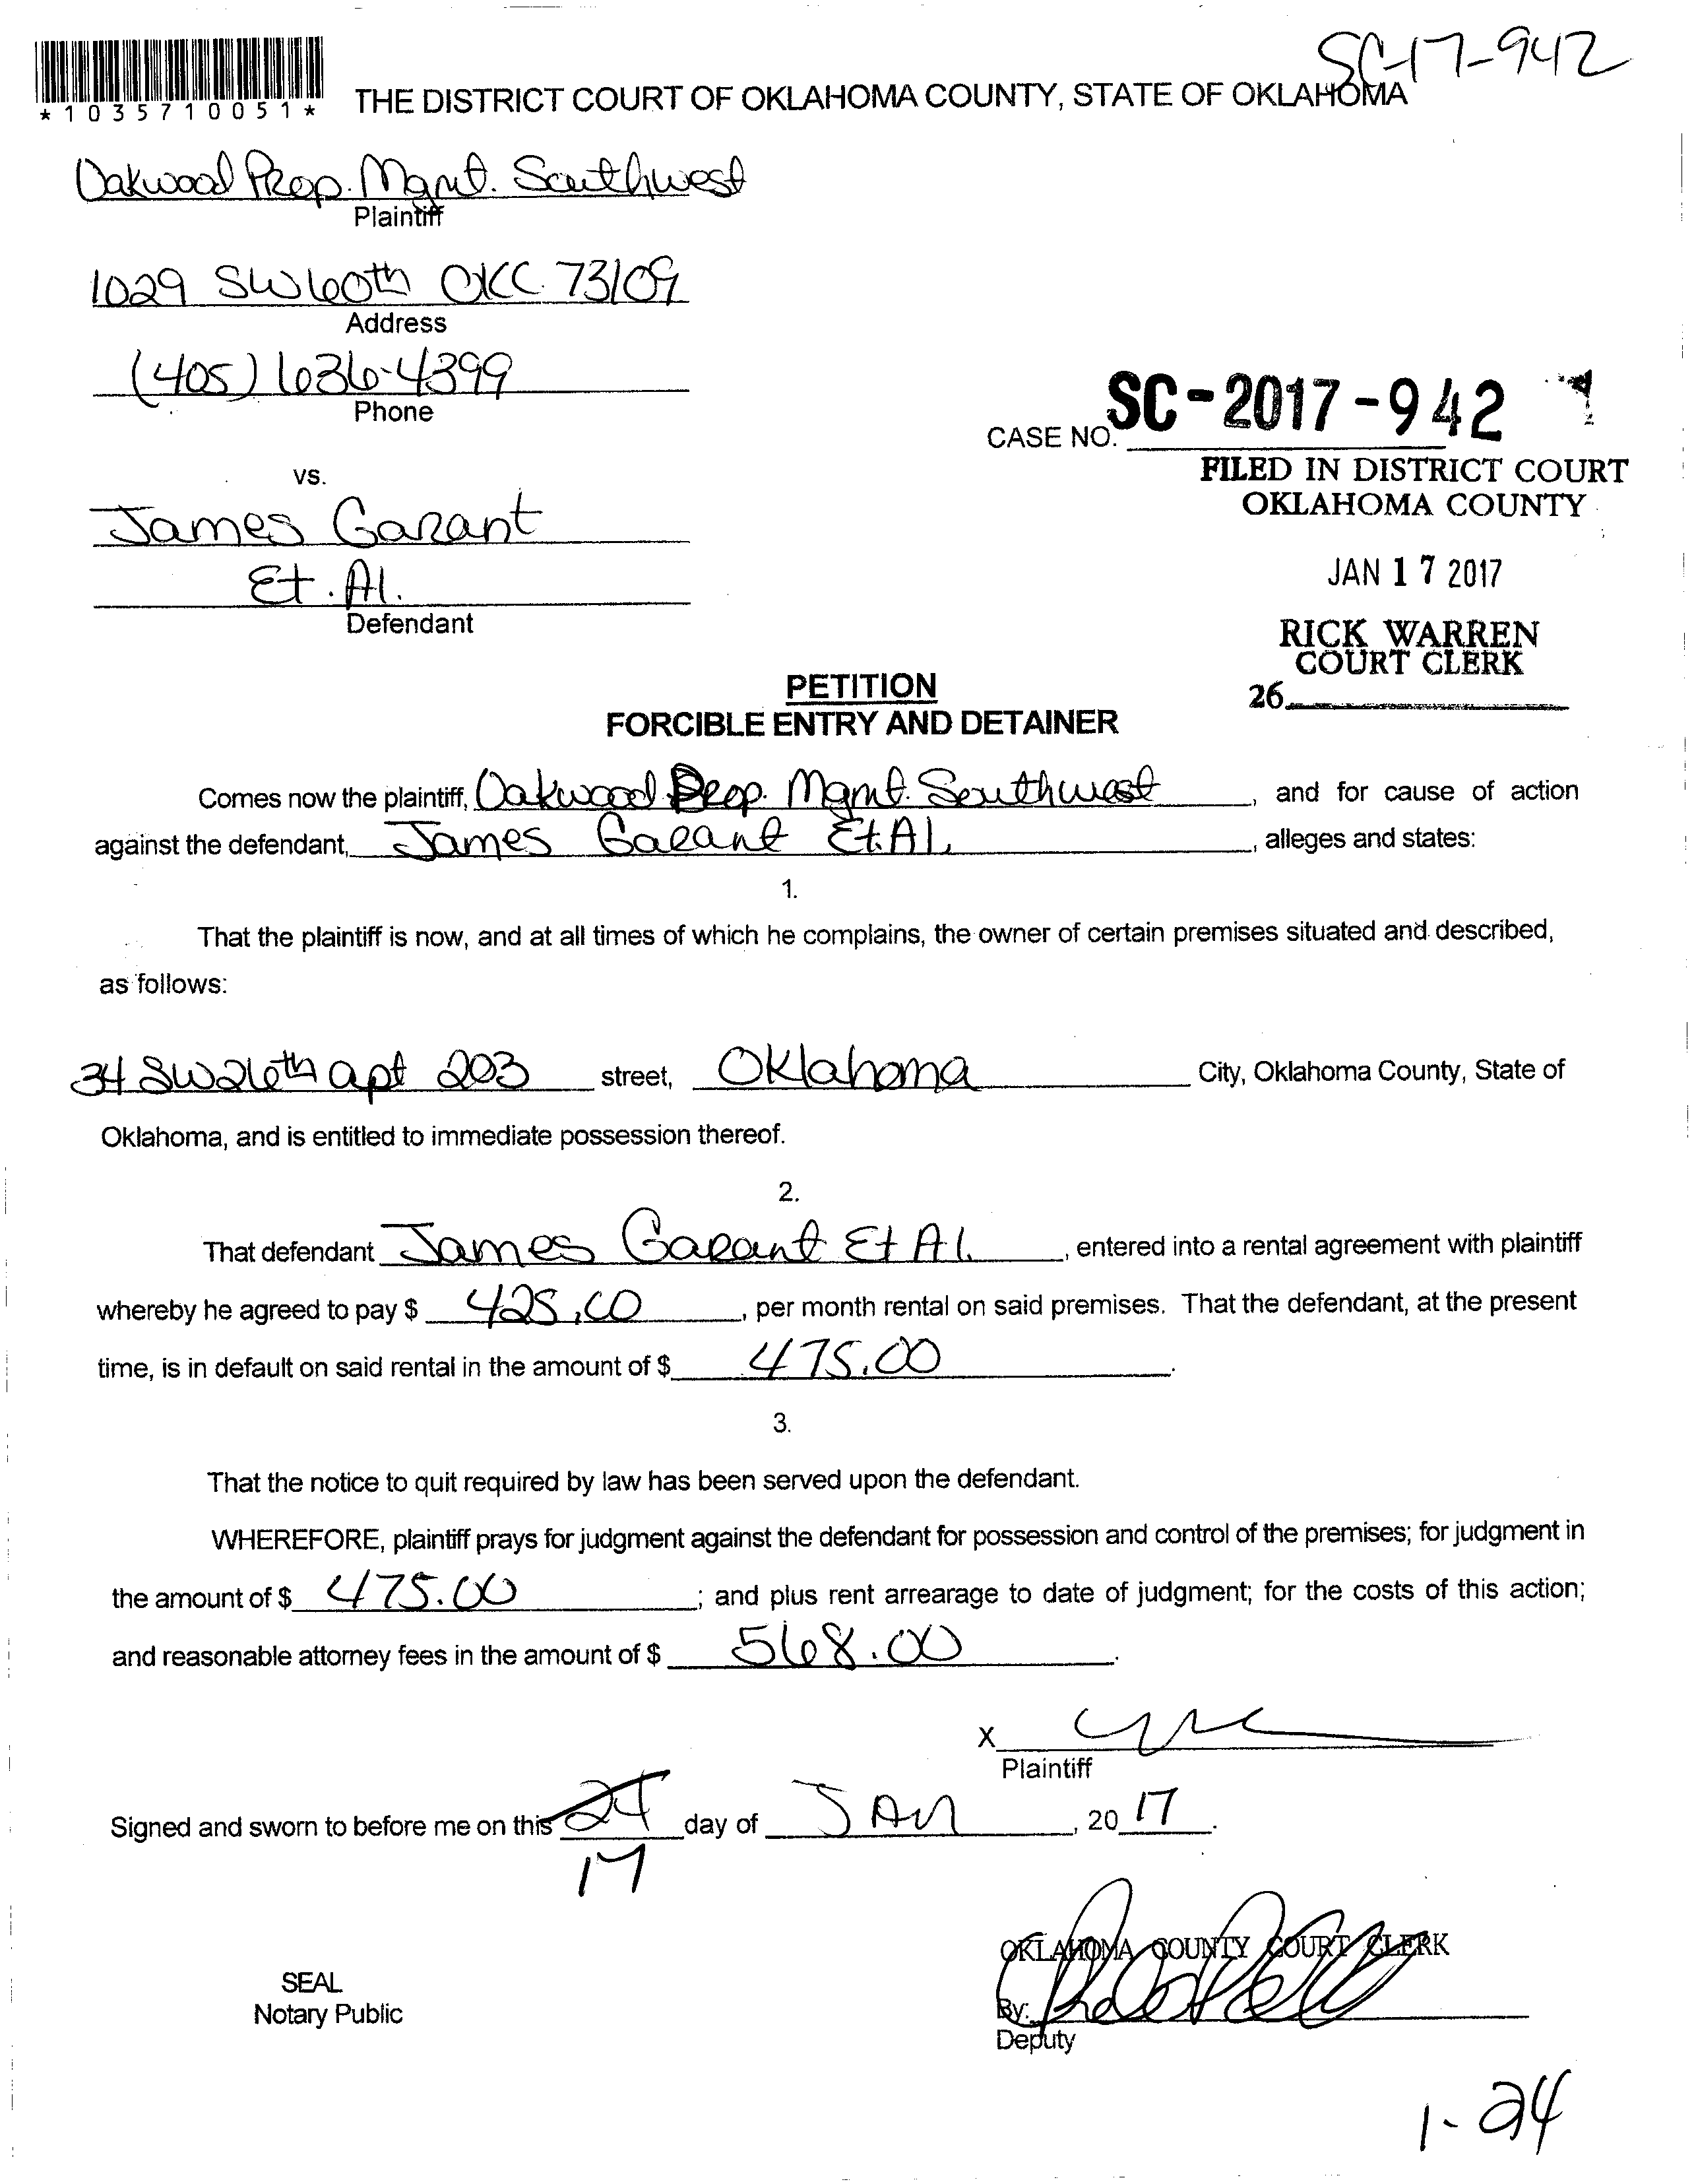 SC-17-942
*1035710051*
THE DISTRICT COURT OF OKLAHOMA COUNTY, STATE OF OKLAHOMA
Oakwood Prop. Mgmt. Southwest
Plaintiff
1029 SW 60th OKC 73109
Address
(405) 636-4399
Phone
CASE NO. SC-2017-942
vs.
FILED IN DISTRICT COURT
OKLAHOMA COUNTY
James Garant
Et. Al.
Defendant
JAN 17 2017
RICK WARREN
COURT CLERK
26
PETITION
FORCIBLE ENTRY AND DETAINER
Comes now the plaintiff, Oakwood Prop. Mgmt. Southwest, and for cause of action
against the defendant, James Garant Et.Al., alleges and states:
1.
That the plaintiff is now, and at all times of which he complains, the owner of certain premises situated and described,
as follows:
34 SW 26th apt 203 street, Oklahoma City, Oklahoma County, State of
Oklahoma, and is entitled to immediate possession thereof.
2.
That defendant James Garant Et Al., entered into a rental agreement with plaintiff
whereby he agreed to pay $ 425.00, per month rental on said premises. That the defendant, at the present
time, is in default on said rental in the amount of $ 475.00.
3.
That the notice to quit required by law has been served upon the defendant.
WHEREFORE, plaintiff prays for judgment against the defendant for possession and control of the premises; for judgment in
the amount of $ 475.00; and plus rent arrearage to date of judgment; for the costs of this action;
and reasonable attorney fees in the amount of $ 568.00.
X
Plaintiff
Signed and sworn to before me on this 24 day of JAN, 20 17.
17
OKLAHOMA COUNTY COURT CLERK
SEAL
Notary Public
By:
Deputy
1-24